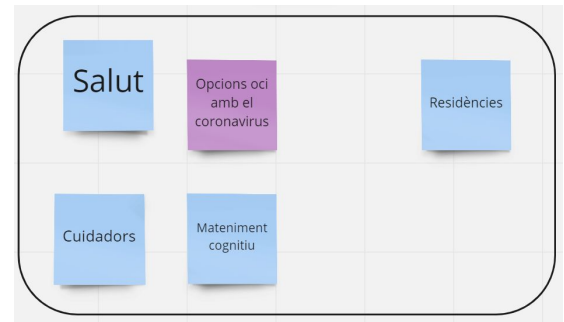 Salut
Opcions oci
amb el
coronavirus
Residències
Cuidadors
Mateniment
cognitiu